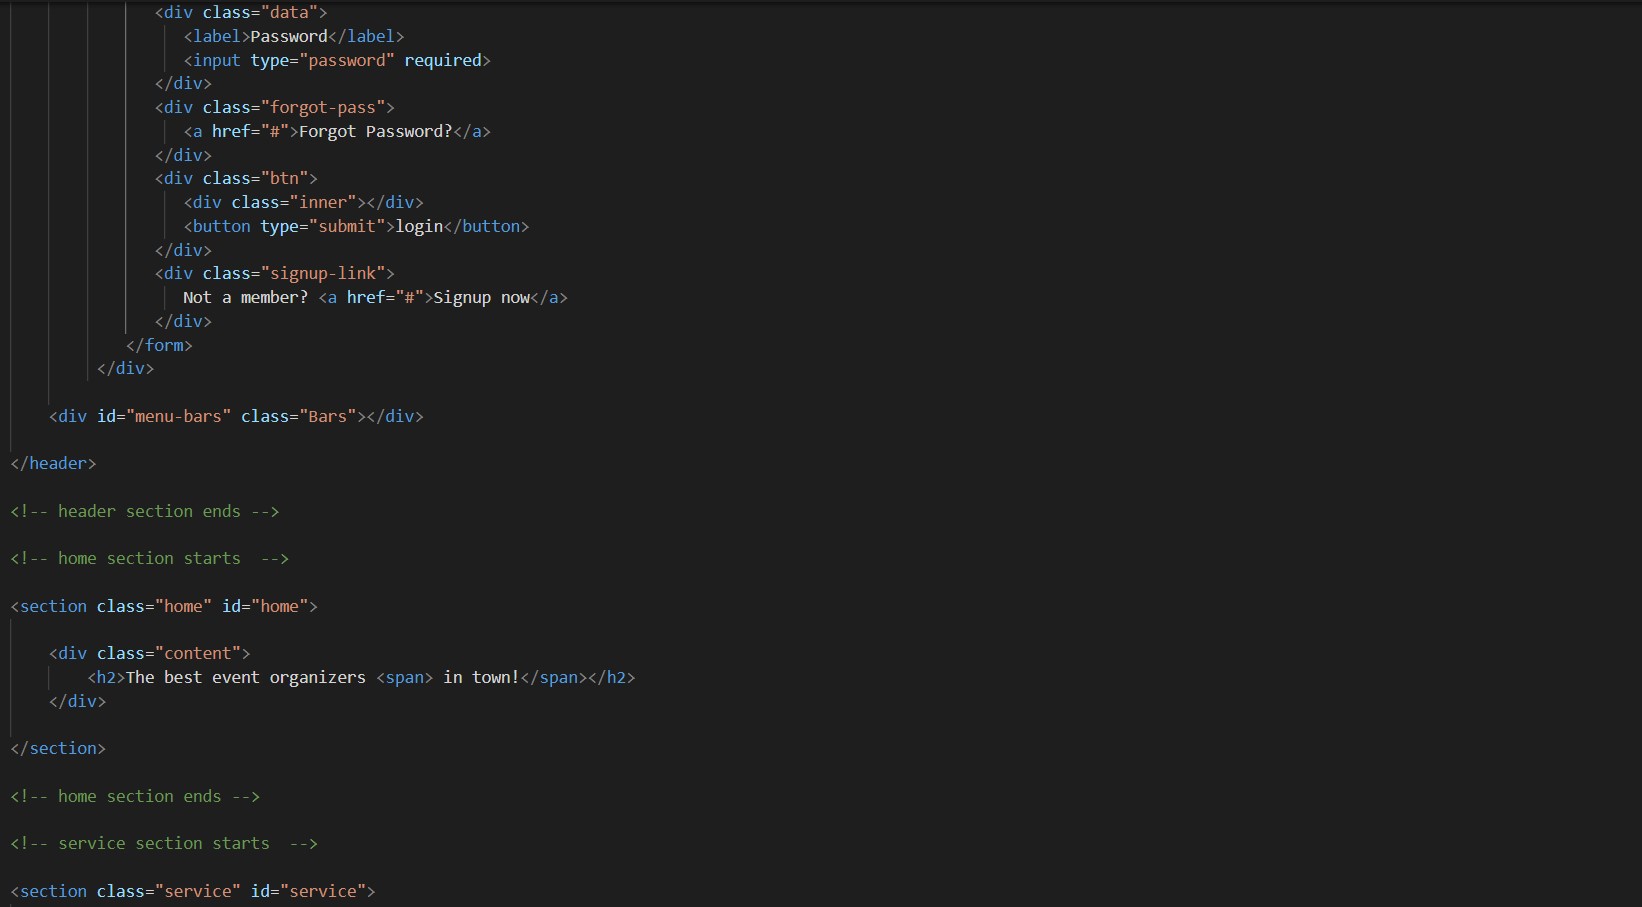 <div class="data">
<label>Password</label>
<input type="password" required>
</div>
<div class="forgot-pass">
<a href="#">Forgot Password?</a>
</div>
<div class="btn">
<div class="inner"></div>
<button type="submit">login</button>
</div>
<div class="signup-link">
Not a member? <a href="#">Signup now</a>
</div>
</form>
</div>
<div id="menu-bars" class="Bars"></div>
</header>
<!-- header section ends -->
<!-- home section starts  -->
<section class="home" id="home">
<div class="content">
<h2>The best event organizers <span> in town!</span></h2>
</div>
</section>
<!-- home section ends -->
<!-- service section starts  -->
<section class="service" id="service">